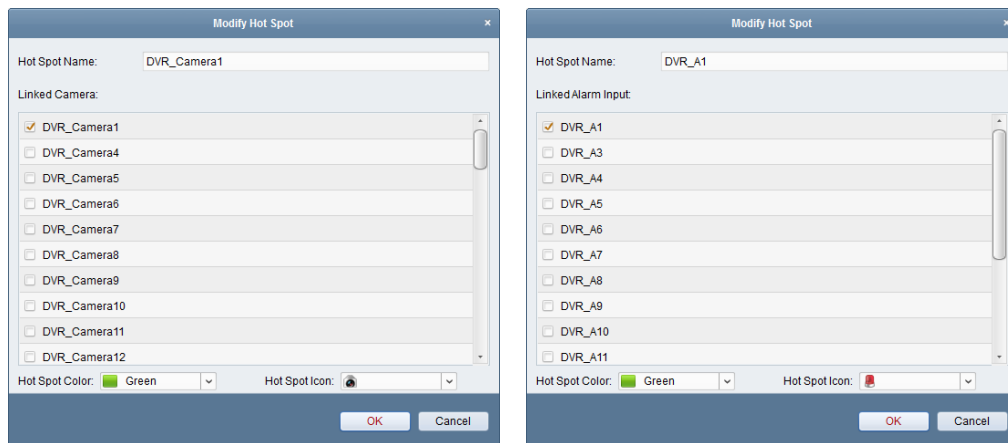 Modify Hot Spot ×
Hot Spot Name: DVR_Camera1
Linked Camera:
DVR_Camera1
DVR_Camera4
DVR_Camera5
DVR_Camera6
DVR_Camera7
DVR_Camera8
DVR_Camera9
DVR_Camera10
DVR_Camera11
DVR_Camera12
Hot Spot Color: Green Hot Spot Icon:
OK Cancel
Modify Hot Spot ×
Hot Spot Name: DVR_A1
Linked Alarm Input:
DVR_A1
DVR_A3
DVR_A4
DVR_A5
DVR_A6
DVR_A7
DVR_A8
DVR_A9
DVR_A10
DVR_A11
Hot Spot Color: Green Hot Spot Icon:
OK Cancel